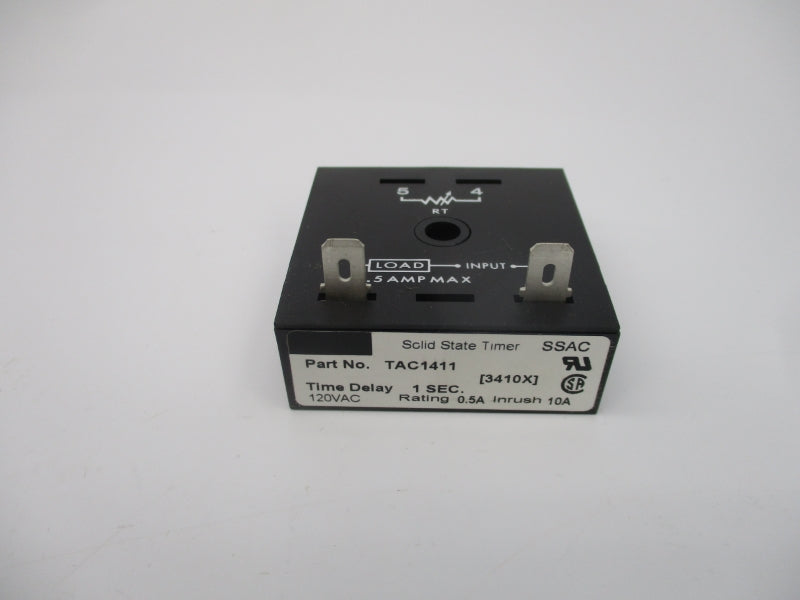 5 4
RT
LOAD INPUT
.5 AMP MAX
Solid State Timer SSAC
Part No. TAC1411
[3410X]
Time Delay 1 SEC.
120VAC Rating 0.5A Inrush 10A